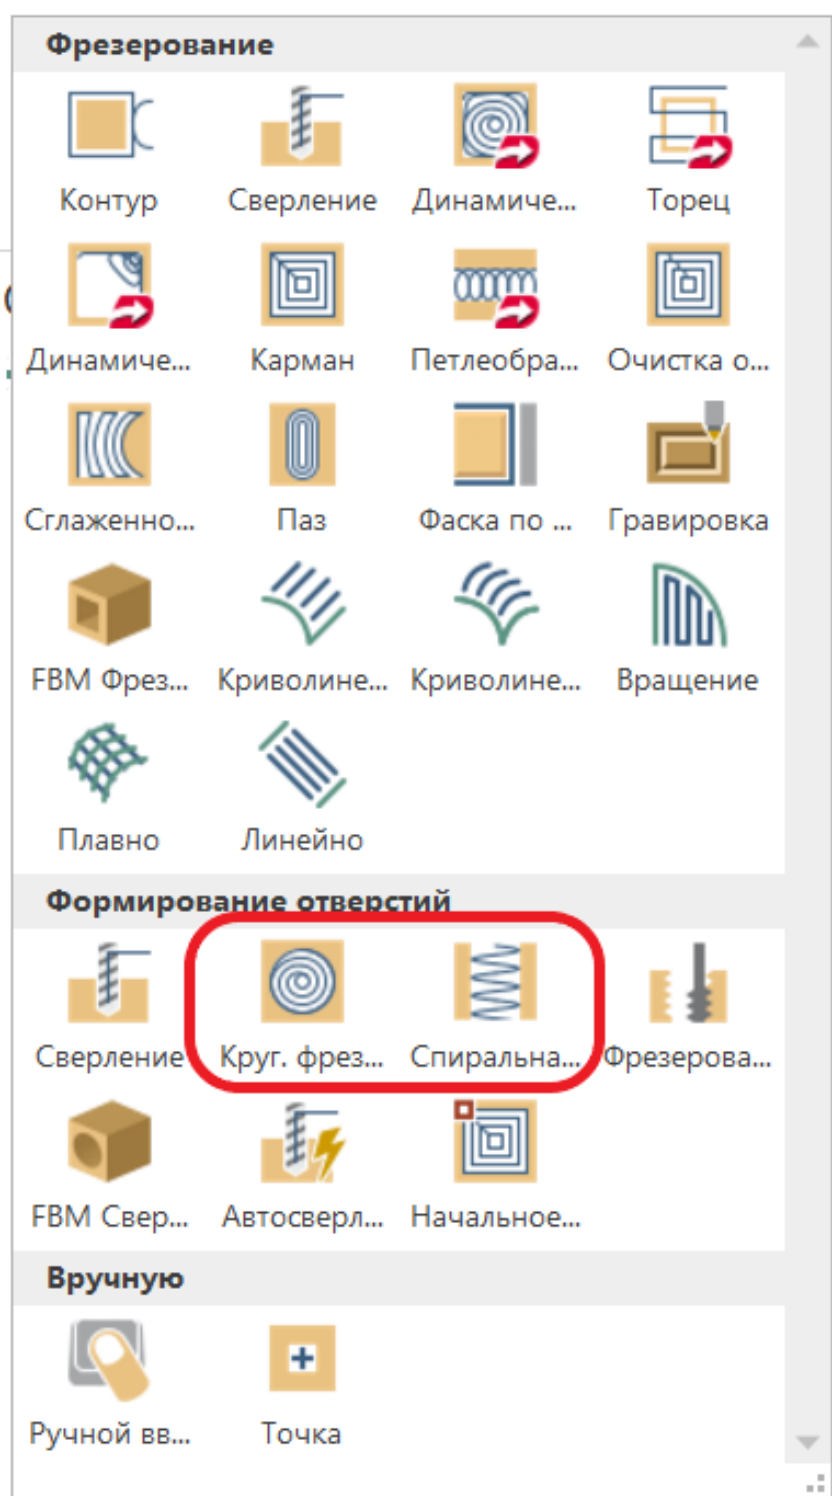 Фрезерование
Контур
Сверление
Динамиче...
Торец
Динамиче...
Карман
Петлеобра...
Очистка о...
Сглаженно...
Паз
Фаска по ...
Гравировка
FBM Фрез...
Криволине...
Криволине...
Вращение
Плавно
Линейно
Формирование отверстий
Сверление
Круг. фрез...
Спиральна...
Фрезерова...
FBM Свер...
Автосверл...
Начальное...
Вручную
Ручной вв...
Точка